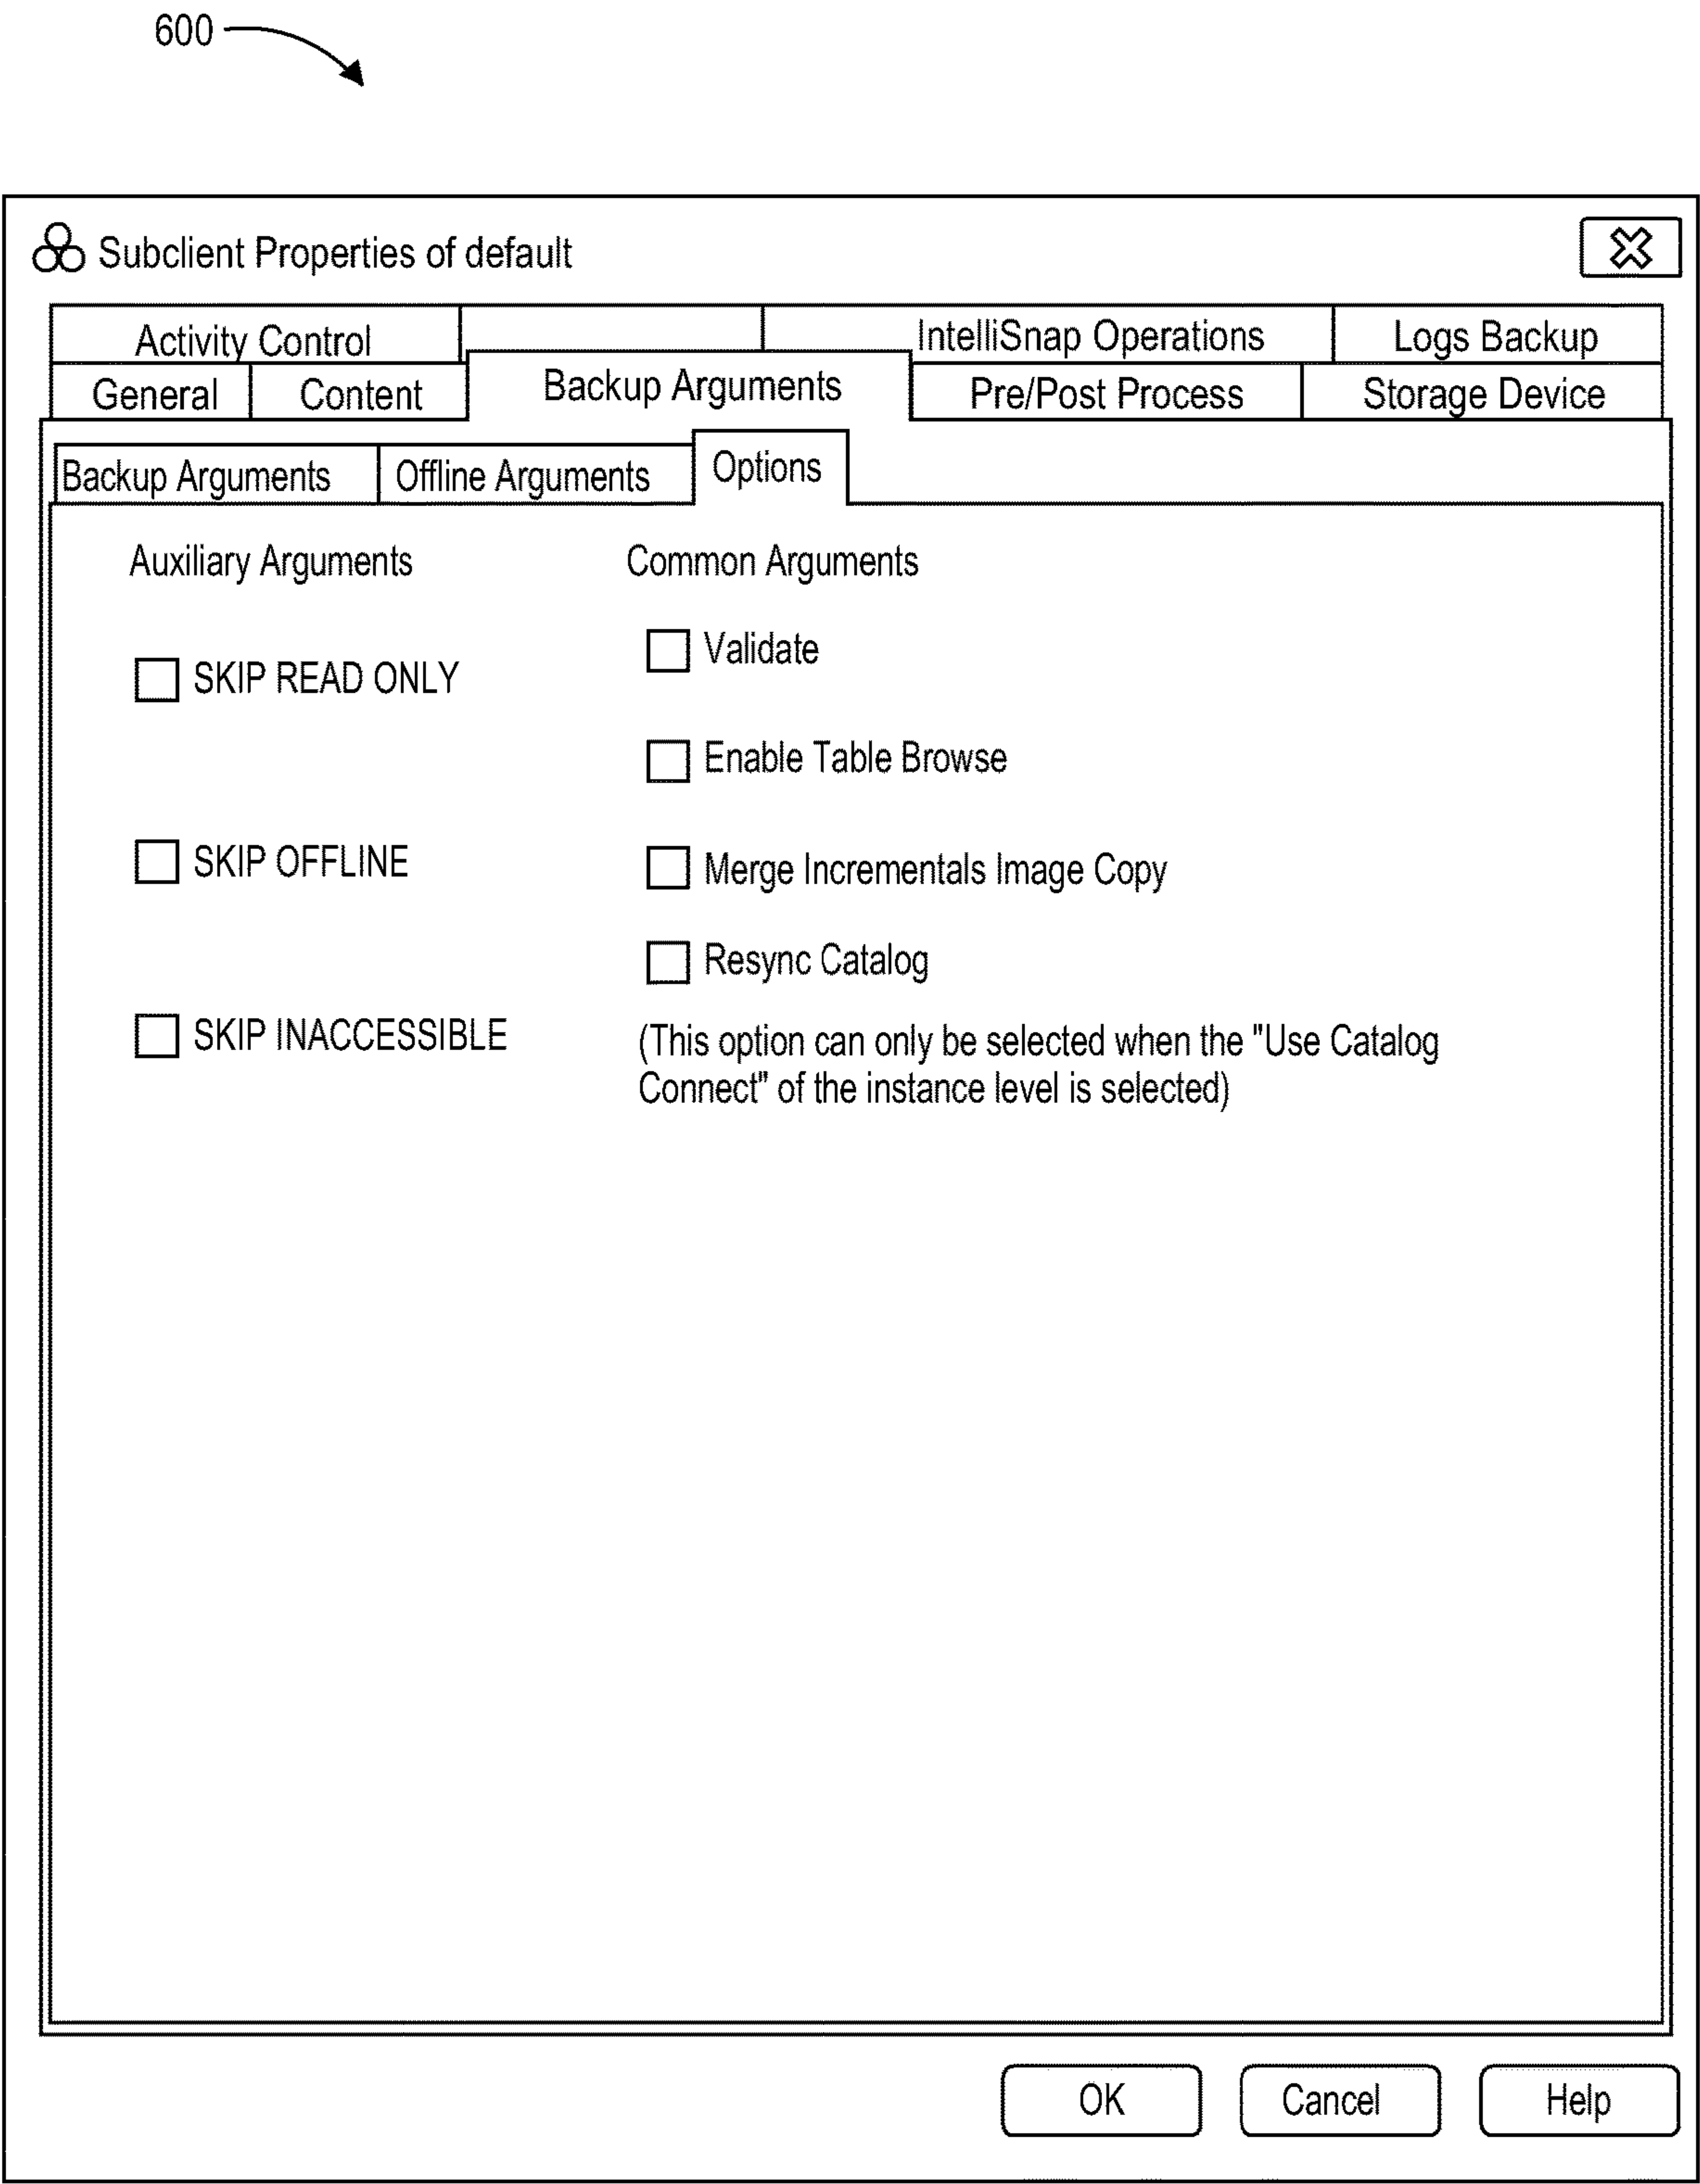 600
Subclient Properties of default
Activity Control IntelliSnap Operations Logs Backup
General Content Backup Arguments Pre/Post Process Storage Device
Backup Arguments Offline Arguments Options
Auxiliary Arguments Common Arguments
Validate
SKIP READ ONLY
Enable Table Browse
SKIP OFFLINE
Merge Incrementals Image Copy
Resync Catalog
SKIP INACCESSIBLE
(This option can only be selected when the "Use Catalog
Connect" of the instance level is selected)
OK Cancel Help